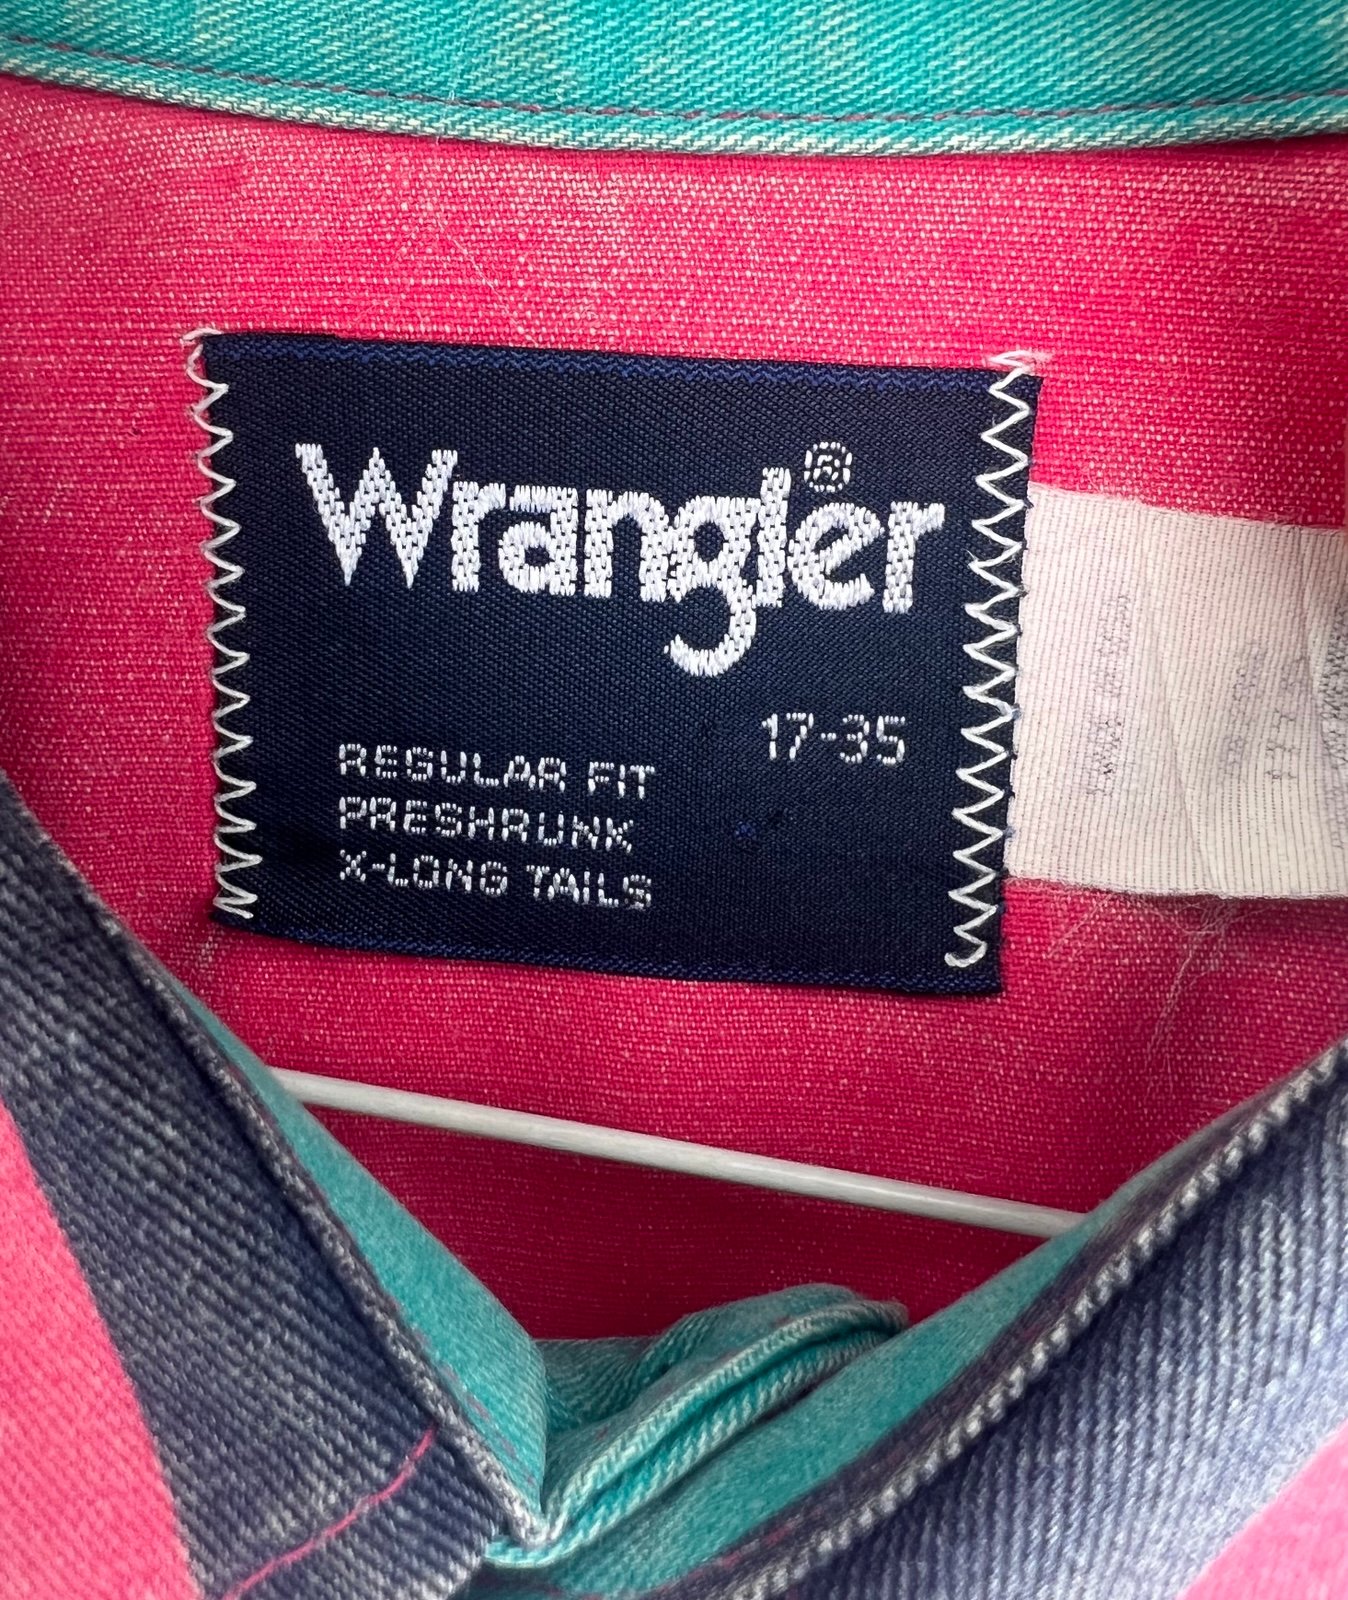 Wrangler®
17-35
REGULAR FIT
PRESHRUNK
X-LONG TAILS